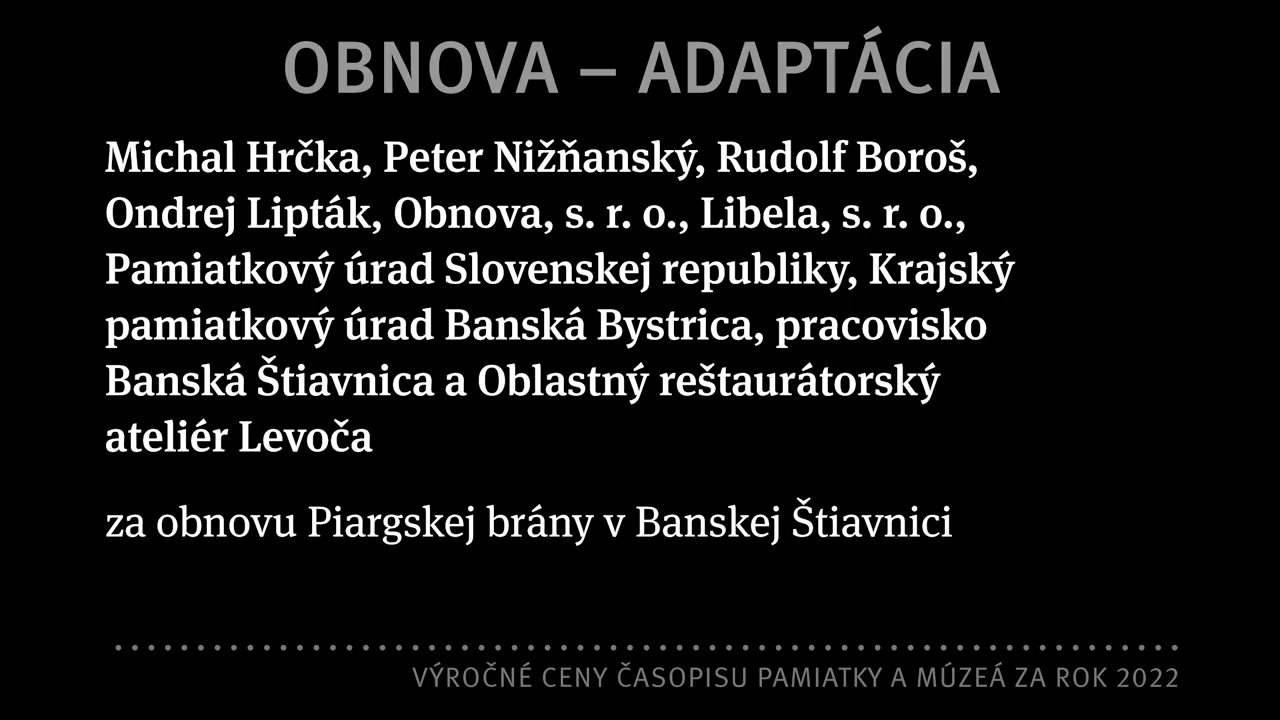 OBNOVA – ADAPTÁCIA
Michal Hrčka, Peter Nižňanský, Rudolf Boroš,
Ondrej Lipták, Obnova, s. r. o., Libela, s. r. o.,
Pamiatkový úrad Slovenskej republiky, Krajský
pamiatkový úrad Banská Bystrica, pracovisko
Banská Štiavnica a Oblastný reštaurátorský
ateliér Levoča
za obnovu Piargskej brány v Banskej Štiavnici
VÝROČNÉ CENY ČASOPISU PAMIATKY A MÚZEÁ ZA ROK 2022